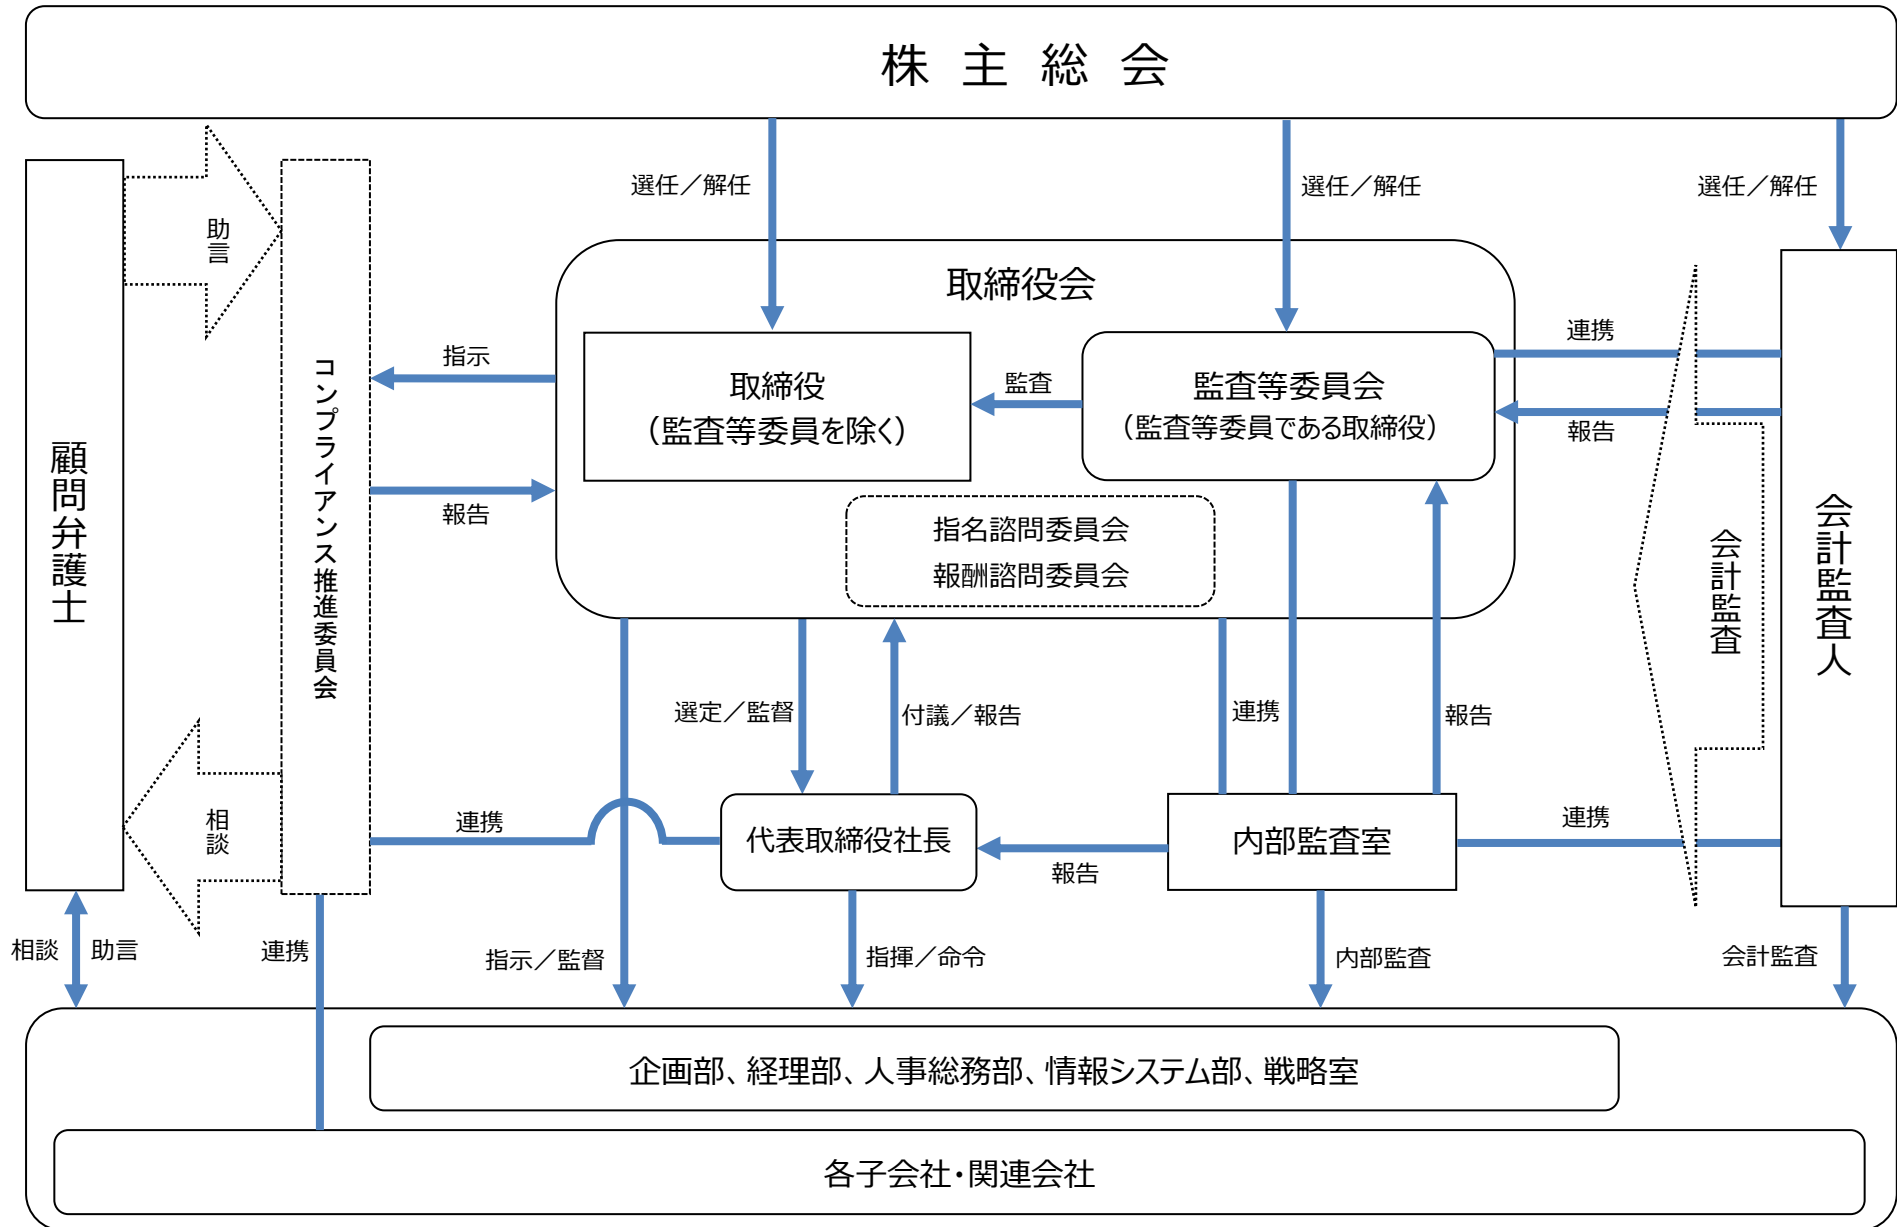 株 主 総 会
選任／解任
選任／解任
選任／解任
助言
取締役会
連携
指示
取締役
（監査等委員を除く）
監査
監査等委員会
（監査等委員である取締役）
報告
コンプライアンス推進委員会
顧問弁護士
報告
指名諮問委員会
報酬諮問委員会
会計監査
会計監査人
選定／監督
付議／報告
連携
報告
相談
連携
代表取締役社長
報告
内部監査室
連携
相談
助言
連携
指示／監督
指揮／命令
内部監査
会計監査
企画部、経理部、人事総務部、情報システム部、戦略室
各子会社・関連会社